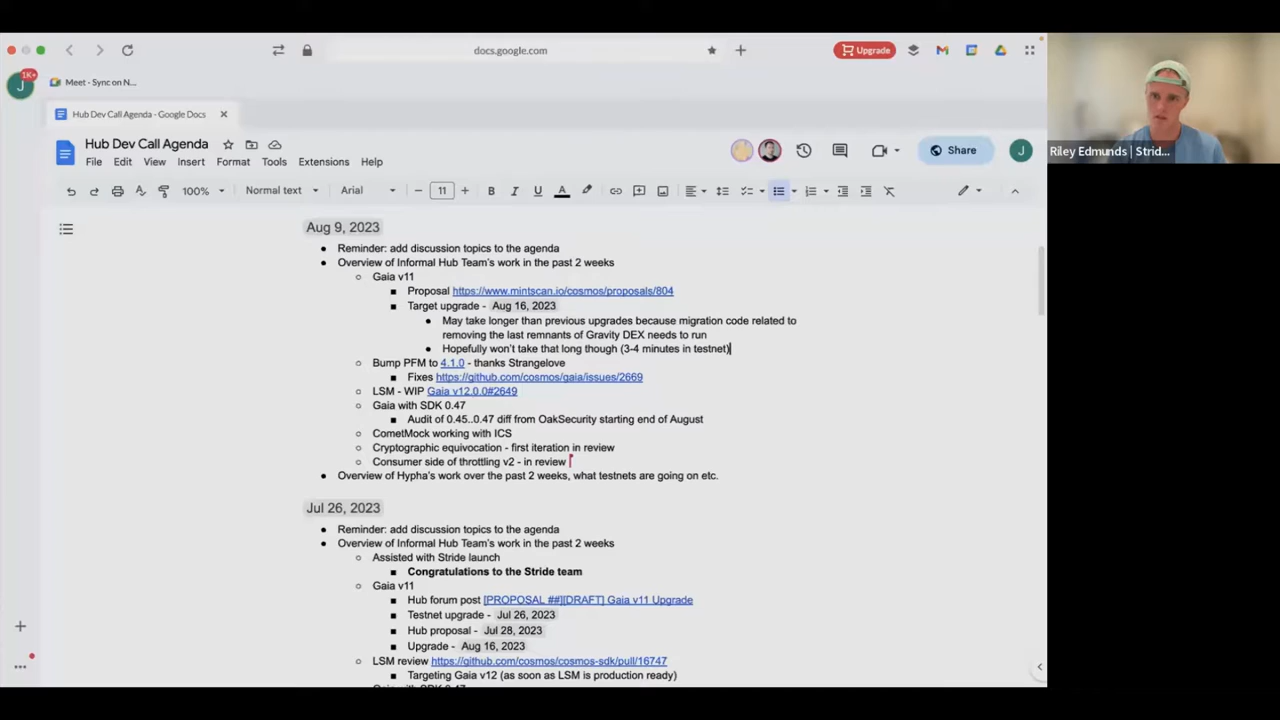 docs.google.com
Upgrade
1K+
J
Meet - Sync on N...
Hub Dev Call Agenda - Google Docs
Hub Dev Call Agenda
File Edit View Insert Format Tools Extensions Help
Share
J
100% Normal text Arial 11 B I U A
Aug 9, 2023
Reminder: add discussion topics to the agenda
Overview of Informal Hub Team's work in the past 2 weeks
Gaia v11
Proposal https://www.mintscan.io/cosmos/proposals/804
Target upgrade - Aug 16, 2023
May take longer than previous upgrades because migration code related to
removing the last remnants of Gravity DEX needs to run
Hopefully won't take that long though (3-4 minutes in testnet)
Bump PFM to 4.1.0 - thanks Strangelove
Fixes https://github.com/cosmos/gaia/issues/2669
LSM - WIP Gaia v12.0.0#2649
Gaia with SDK 0.47
Audit of 0.45..0.47 diff from OakSecurity starting end of August
CometMock working with ICS
Cryptographic equivocation - first iteration in review
Consumer side of throttling v2 - in review
Overview of Hypha's work over the past 2 weeks, what testnets are going on etc.
Jul 26, 2023
Reminder: add discussion topics to the agenda
Overview of Informal Hub Team's work in the past 2 weeks
Assisted with Stride launch
Congratulations to the Stride team
Gaia v11
Hub forum post [PROPOSAL ##][DRAFT] Gaia v11 Upgrade
Testnet upgrade - Jul 26, 2023
Hub proposal - Jul 28, 2023
Upgrade - Aug 16, 2023
LSM review https://github.com/cosmos/cosmos-sdk/pull/16747
Targeting Gaia v12 (as soon as LSM is production ready)
Gaia with SDK 0.47
Riley Edmunds | Strid...